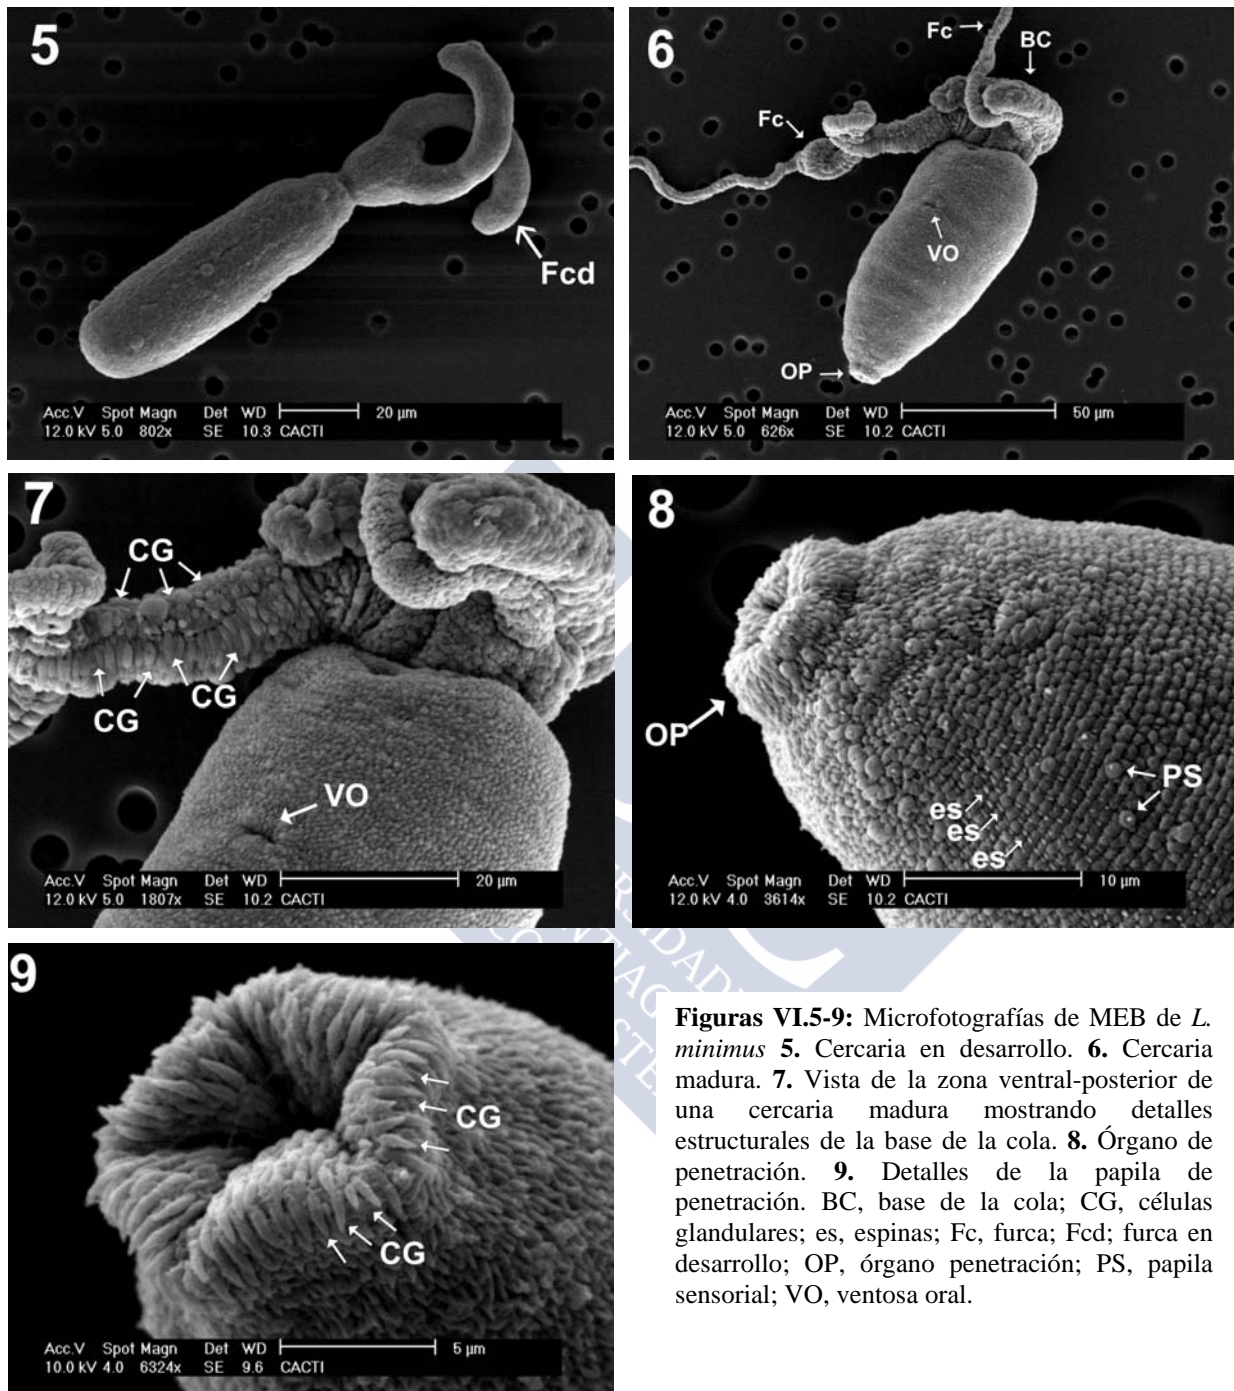 5
Fcd
Acc.V Spot Magn Det WD 20 µm
12.0 kV 5.0 802x SE 10.3 CACTI
6
Fc
BC
Fc
VO
OP
Acc.V Spot Magn Det WD 50 µm
12.0 kV 5.0 626x SE 10.2 CACTI
7
CG
CG
CG
VO
Acc.V Spot Magn Det WD 20 µm
12.0 kV 5.0 1807x SE 10.2 CACTI
8
OP
PS
es
es
es
Acc.V Spot Magn Det WD 10 µm
12.0 kV 4.0 3614x SE 10.2 CACTI
9
CG
CG
Acc.V Spot Magn Det WD 5 µm
10.0 kV 4.0 6324x SE 9.6 CACTI
Figuras VI.5-9: Microfotografías de MEB de L.
minimus 5. Cercaria en desarrollo. 6. Cercaria
madura. 7. Vista de la zona ventral-posterior de
una cercaria madura mostrando detalles
estructurales de la base de la cola. 8. Órgano de
penetración. 9. Detalles de la papila de
penetración. BC, base de la cola; CG, células
glandulares; es, espinas; Fc, furca; Fcd; furca en
desarrollo; OP, órgano penetración; PS, papila
sensorial; VO, ventosa oral.